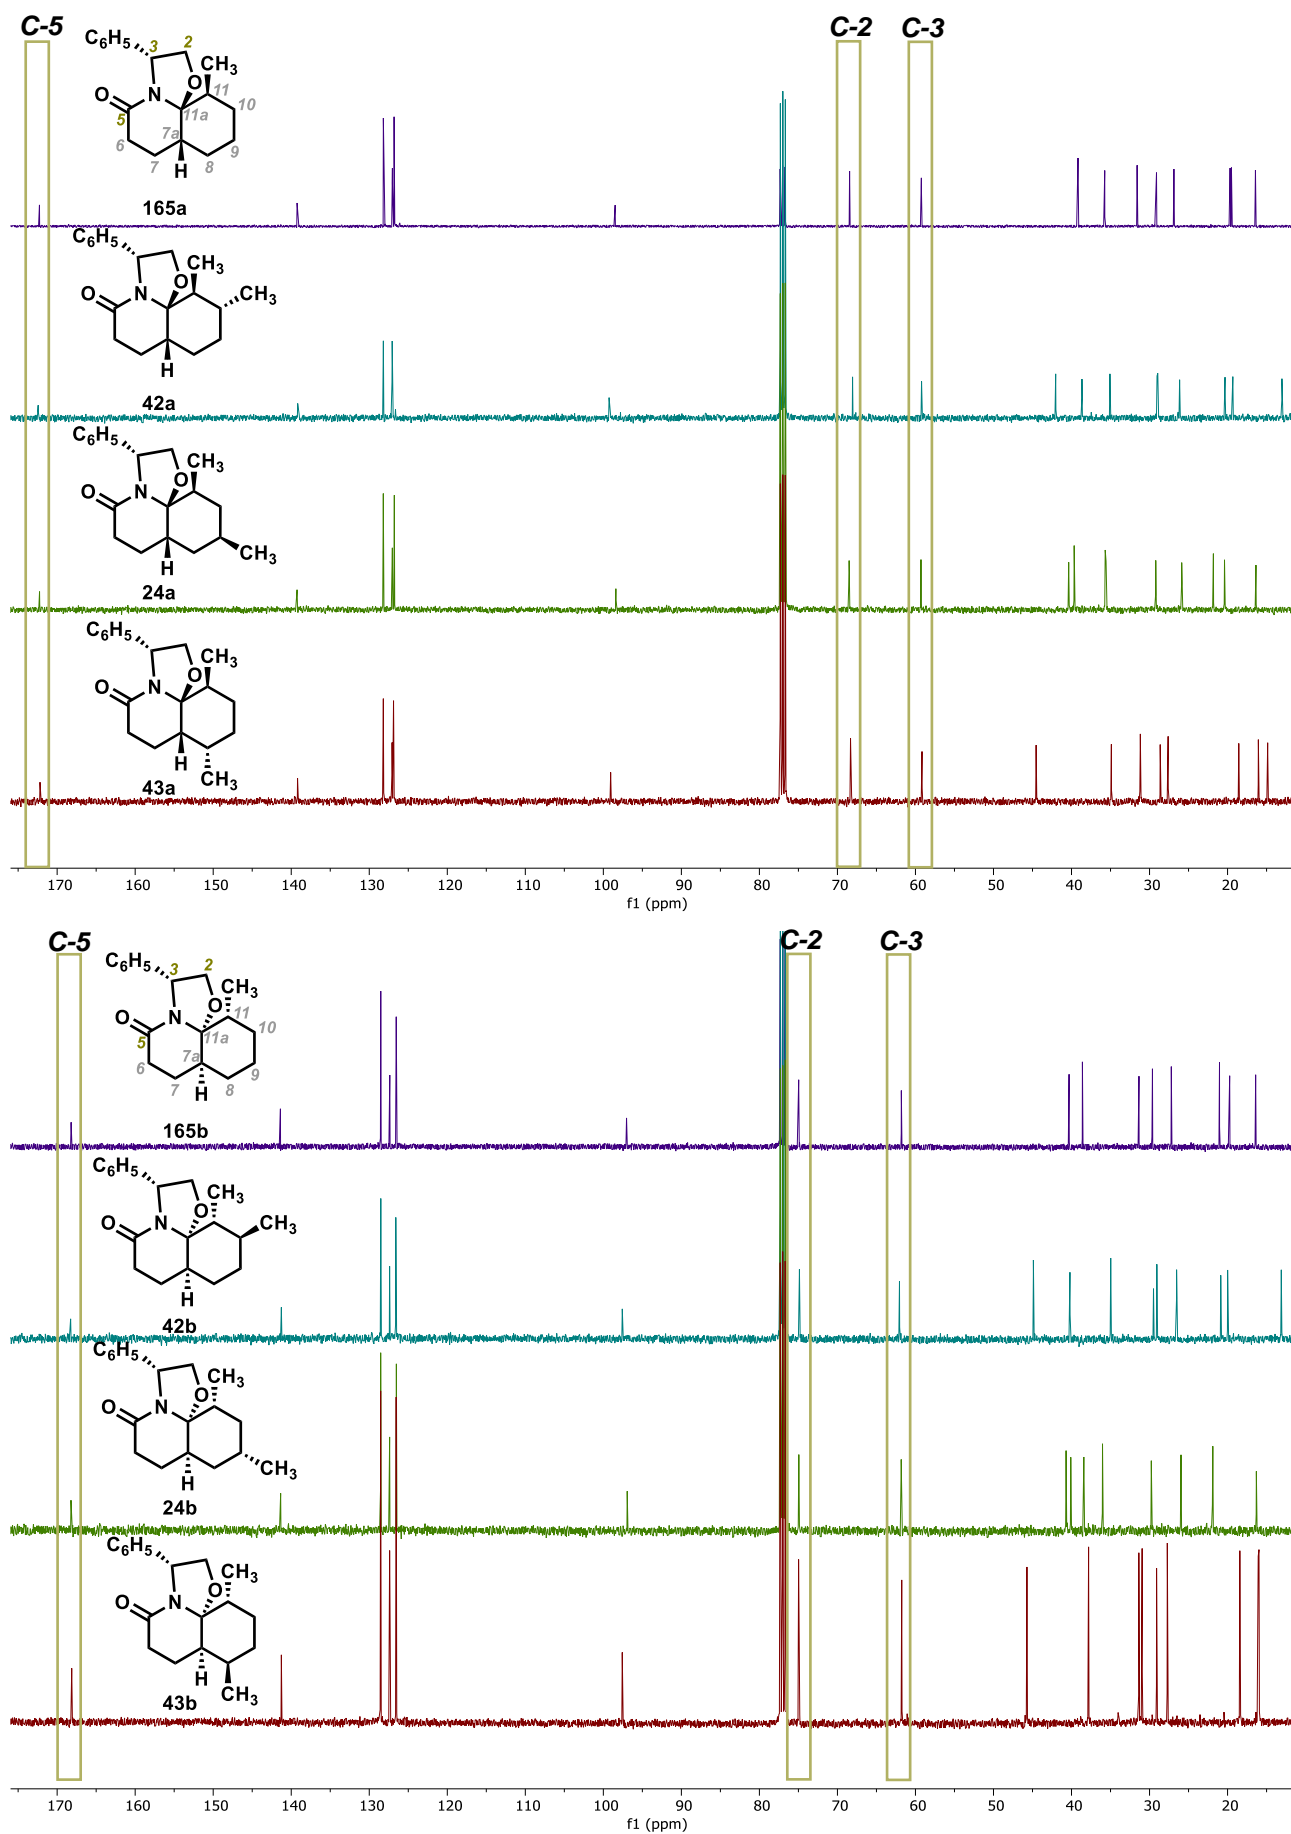 C-5 C-2 C-3
C6H5 3 2
CH3
O
N 11
O 11a 10
5 7a
6 9
7 H 8
165a
C6H5
CH3
O
N CH3
O
H
42a
C6H5
CH3
O
N
O
CH3
H
24a
C6H5
CH3
O
N
O
H
CH3
43a
170 160 150 140 130 120 110 100 90 80 70 60 50 40 30 20
f1 (ppm)
C-5 C-2 C-3
C6H5 3 2
CH3
O
N 11
O 11a 10
5 7a
6 9
7 H 8
165b
C6H5
CH3
O
N CH3
O
H
42b
C6H5
CH3
O
N
O
CH3
H
24b
C6H5
CH3
O
N
O
H
CH3
43b
170 160 150 140 130 120 110 100 90 80 70 60 50 40 30 20
f1 (ppm)